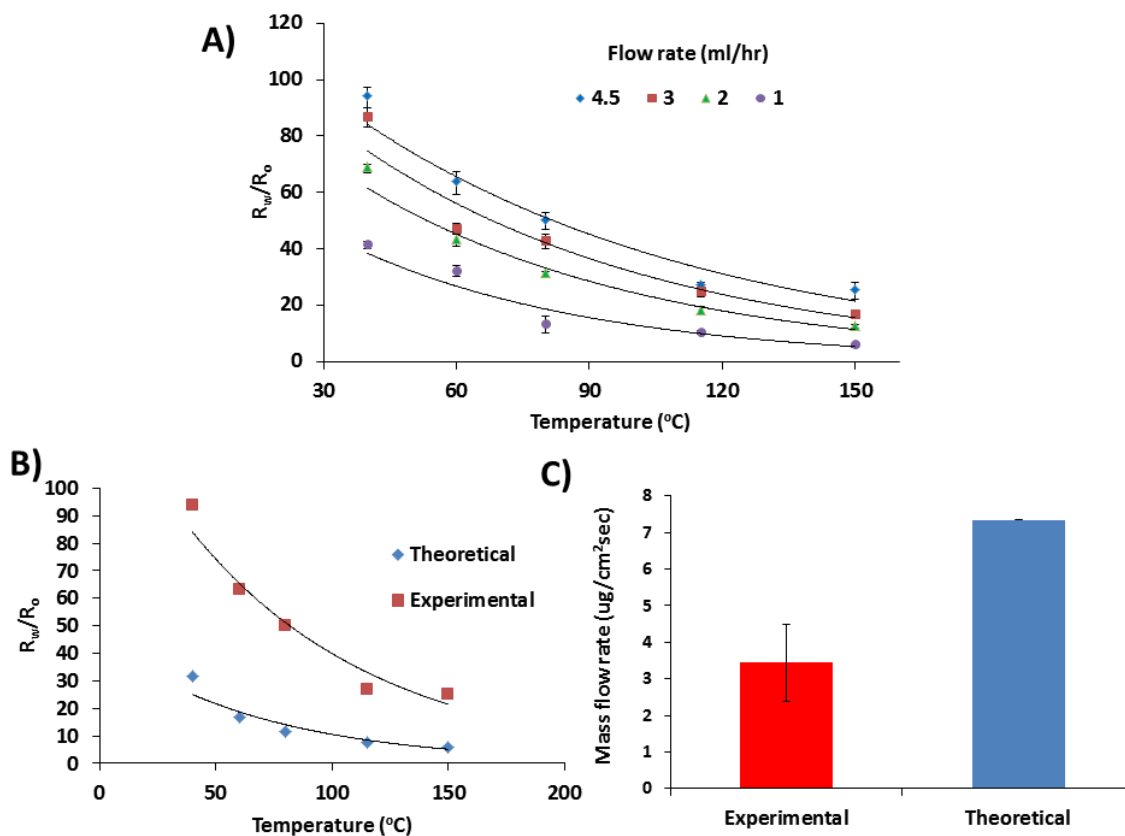 A)
Flow rate (ml/hr)
4.5 3 2 1
120
100
80
60
40
20
0
Rw/Ro
30 60 90 120 150
Temperature (oC)
B)
100
90
80
70
60
50
40
30
20
10
0
Rw/Ro
Theoretical
Experimental
0 50 100 150 200
Temperature (oC)
C)
8
7
6
5
4
3
2
1
0
Mass flow rate (ug/cm2sec)
Experimental Theoretical